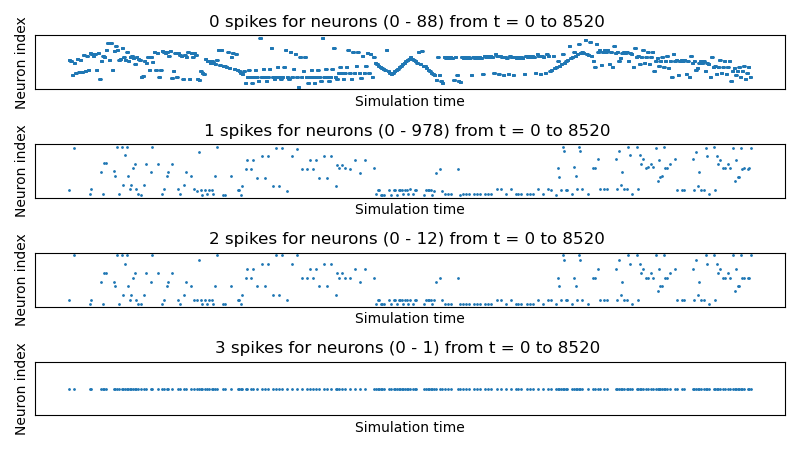 0 spikes for neurons (0 - 88) from t = 0 to 8520
Neuron index
Simulation time
1 spikes for neurons (0 - 978) from t = 0 to 8520
Neuron index
Simulation time
2 spikes for neurons (0 - 12) from t = 0 to 8520
Neuron index
Simulation time
3 spikes for neurons (0 - 1) from t = 0 to 8520
Neuron index
Simulation time